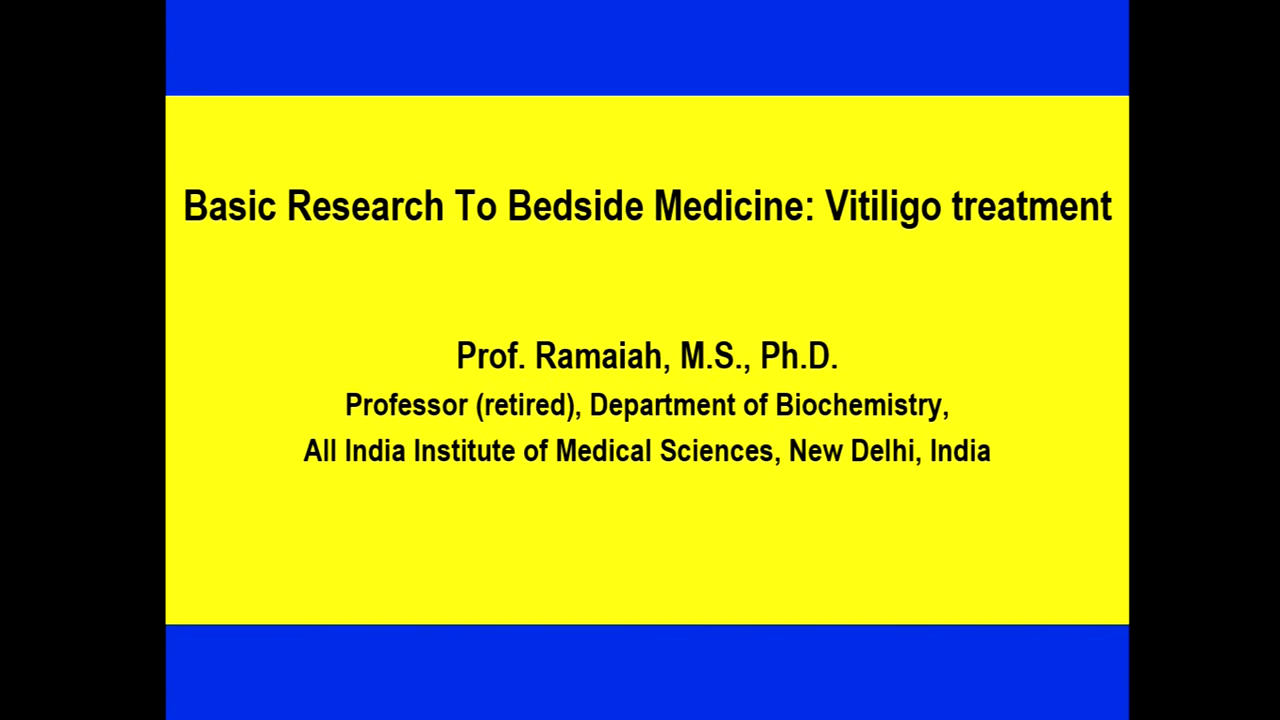 Basic Research To Bedside Medicine: Vitiligo treatment
Prof. Ramaiah, M.S., Ph.D.
Professor (retired), Department of Biochemistry,
All India Institute of Medical Sciences, New Delhi, India